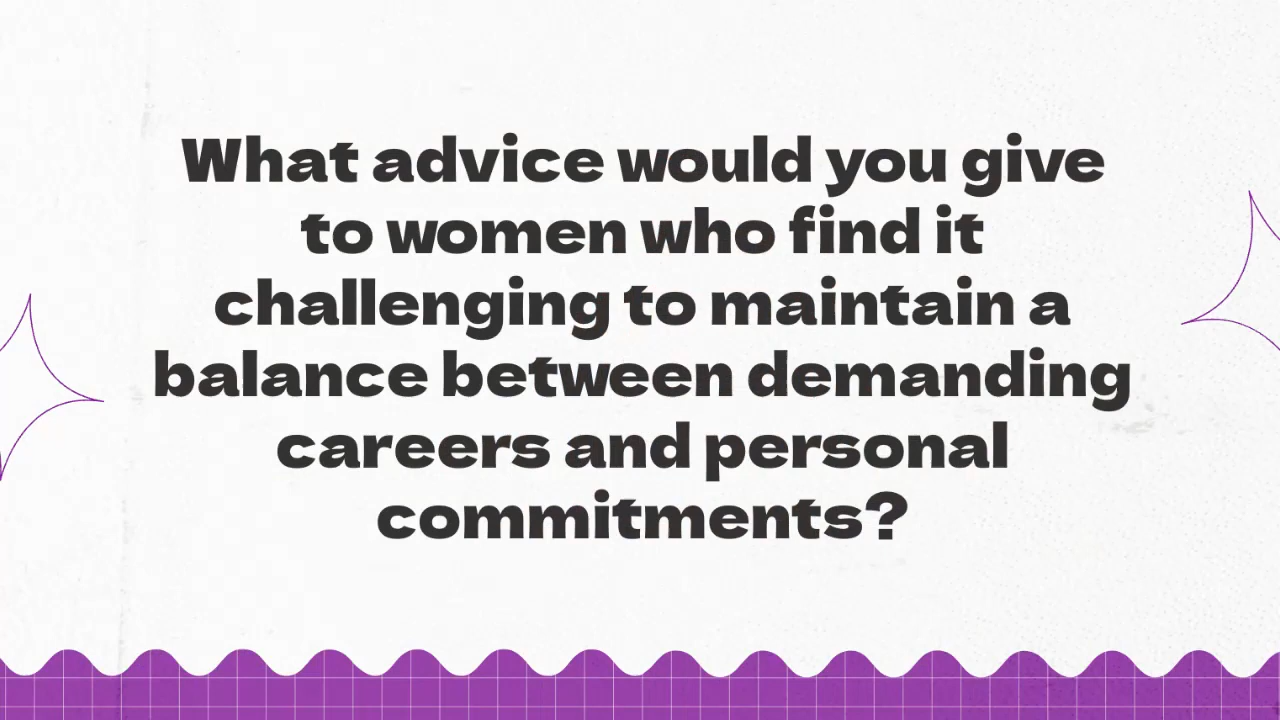 What advice would you give
to women who find it
challenging to maintain a
balance between demanding
careers and personal
commitments?